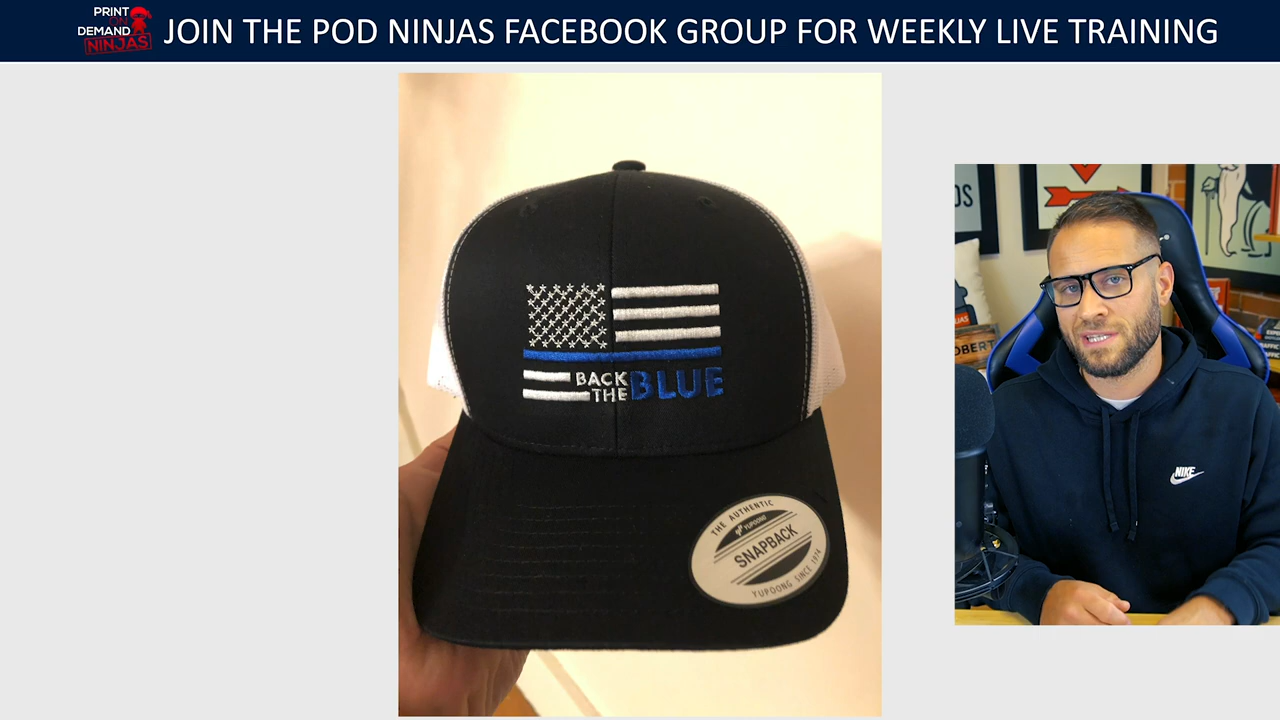 PRINT
ON
DEMAND
NINJAS
JOIN THE POD NINJAS FACEBOOK GROUP FOR WEEKLY LIVE TRAINING
BACK
THE BLUE
THE AUTHENTIC
YUPOONG
SNAPBACK
YUPOONG SINCE 1974
NIKE